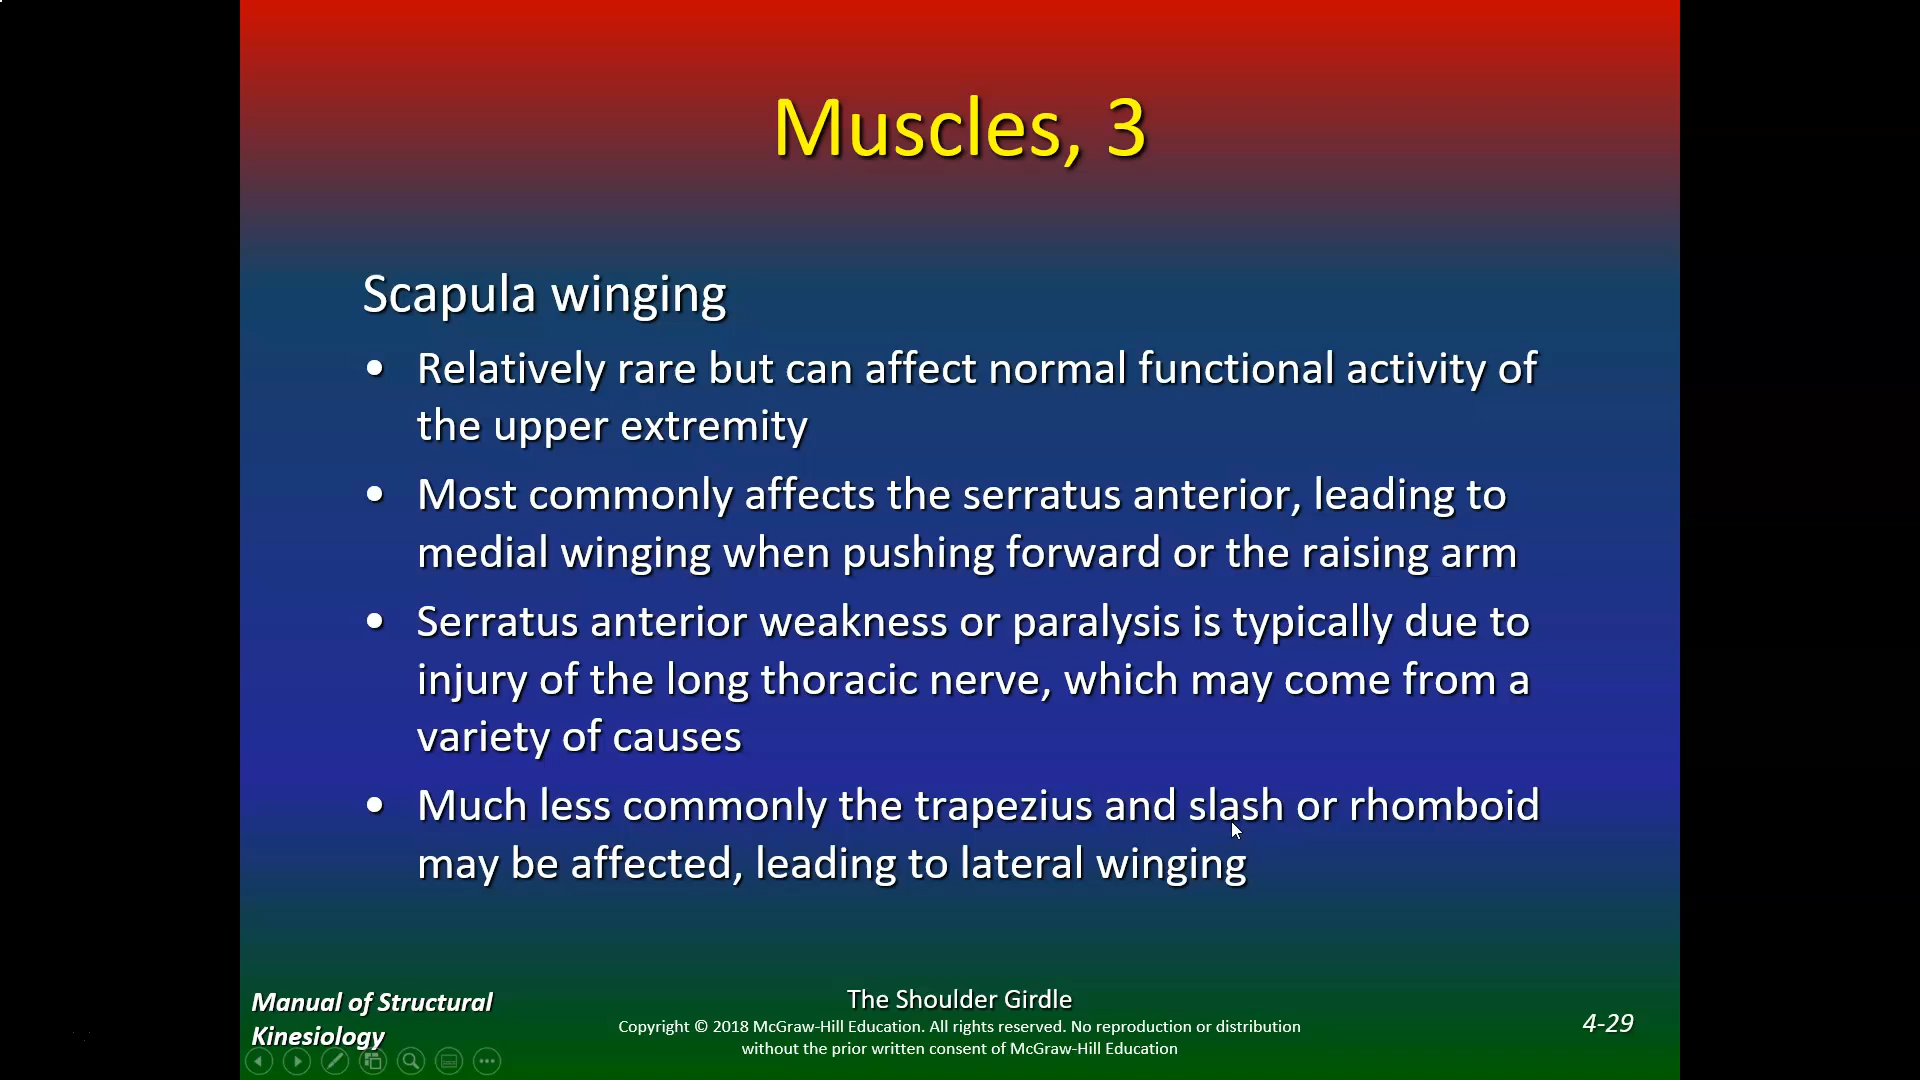 Muscles, 3
Scapula winging
• Relatively rare but can affect normal functional activity of
the upper extremity
• Most commonly affects the serratus anterior, leading to
medial winging when pushing forward or the raising arm
• Serratus anterior weakness or paralysis is typically due to
injury of the long thoracic nerve, which may come from a
variety of causes
• Much less commonly the trapezius and slash or rhomboid
may be affected, leading to lateral winging
Manual of Structural
Kinesiology
The Shoulder Girdle
Copyright © 2018 McGraw-Hill Education. All rights reserved. No reproduction or distribution
without the prior written consent of McGraw-Hill Education
4-29